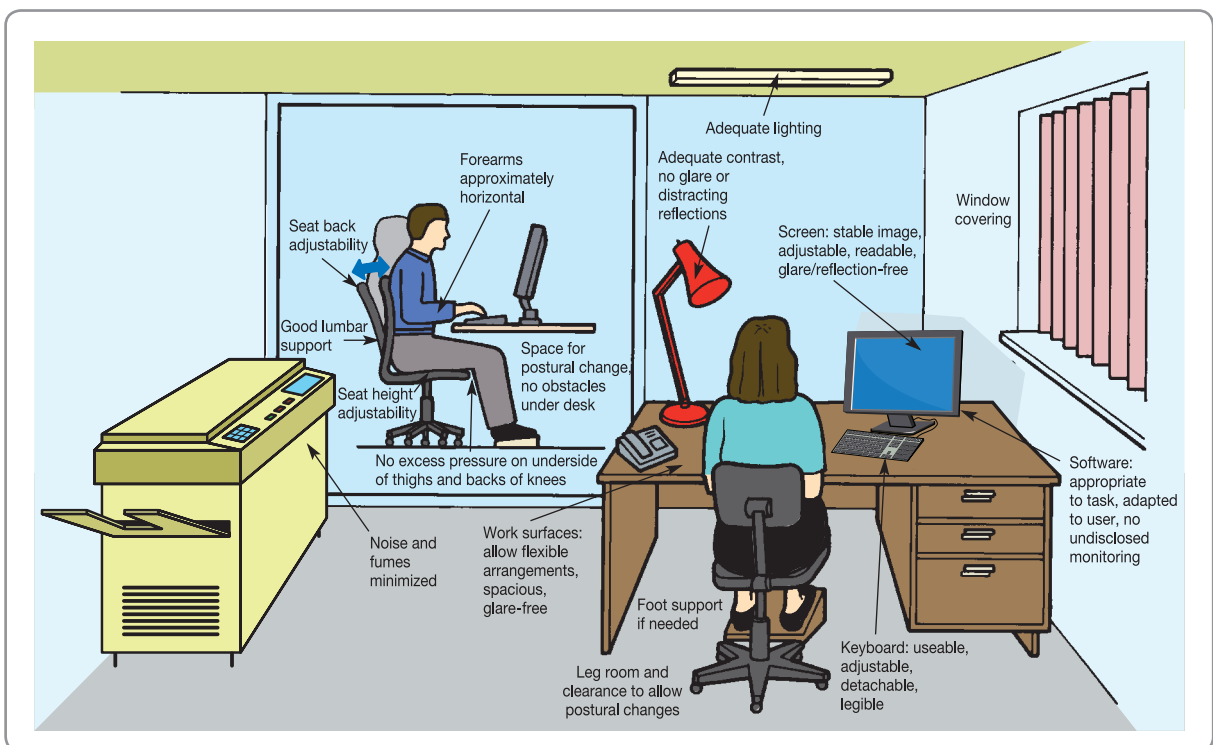 Adequate lighting
Forearms
approximately
horizontal
Adequate contrast,
no glare or
distracting
reflections
Window
covering
Seat back
adjustability
Screen: stable image,
adjustable, readable,
glare/reflection-free
Good lumbar
support
Space for
postural change,
no obstacles
under desk
Seat height
adjustability
No excess pressure on underside
of thighs and backs of knees
Software:
appropriate
to task, adapted
to user, no
undisclosed
monitoring
Noise and
fumes
minimized
Work surfaces:
allow flexible
arrangements,
spacious,
glare-free
Foot support
if needed
Keyboard: useable,
adjustable,
detachable,
legible
Leg room and
clearance to allow
postural changes